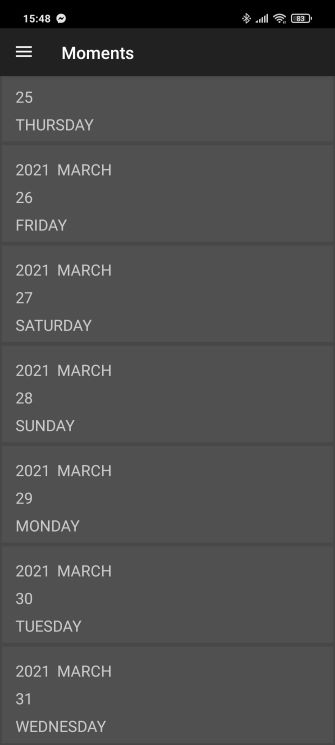 15:48
83
Moments
25
THURSDAY
2021 MARCH
26
FRIDAY
2021 MARCH
27
SATURDAY
2021 MARCH
28
SUNDAY
2021 MARCH
29
MONDAY
2021 MARCH
30
TUESDAY
2021 MARCH
31
WEDNESDAY